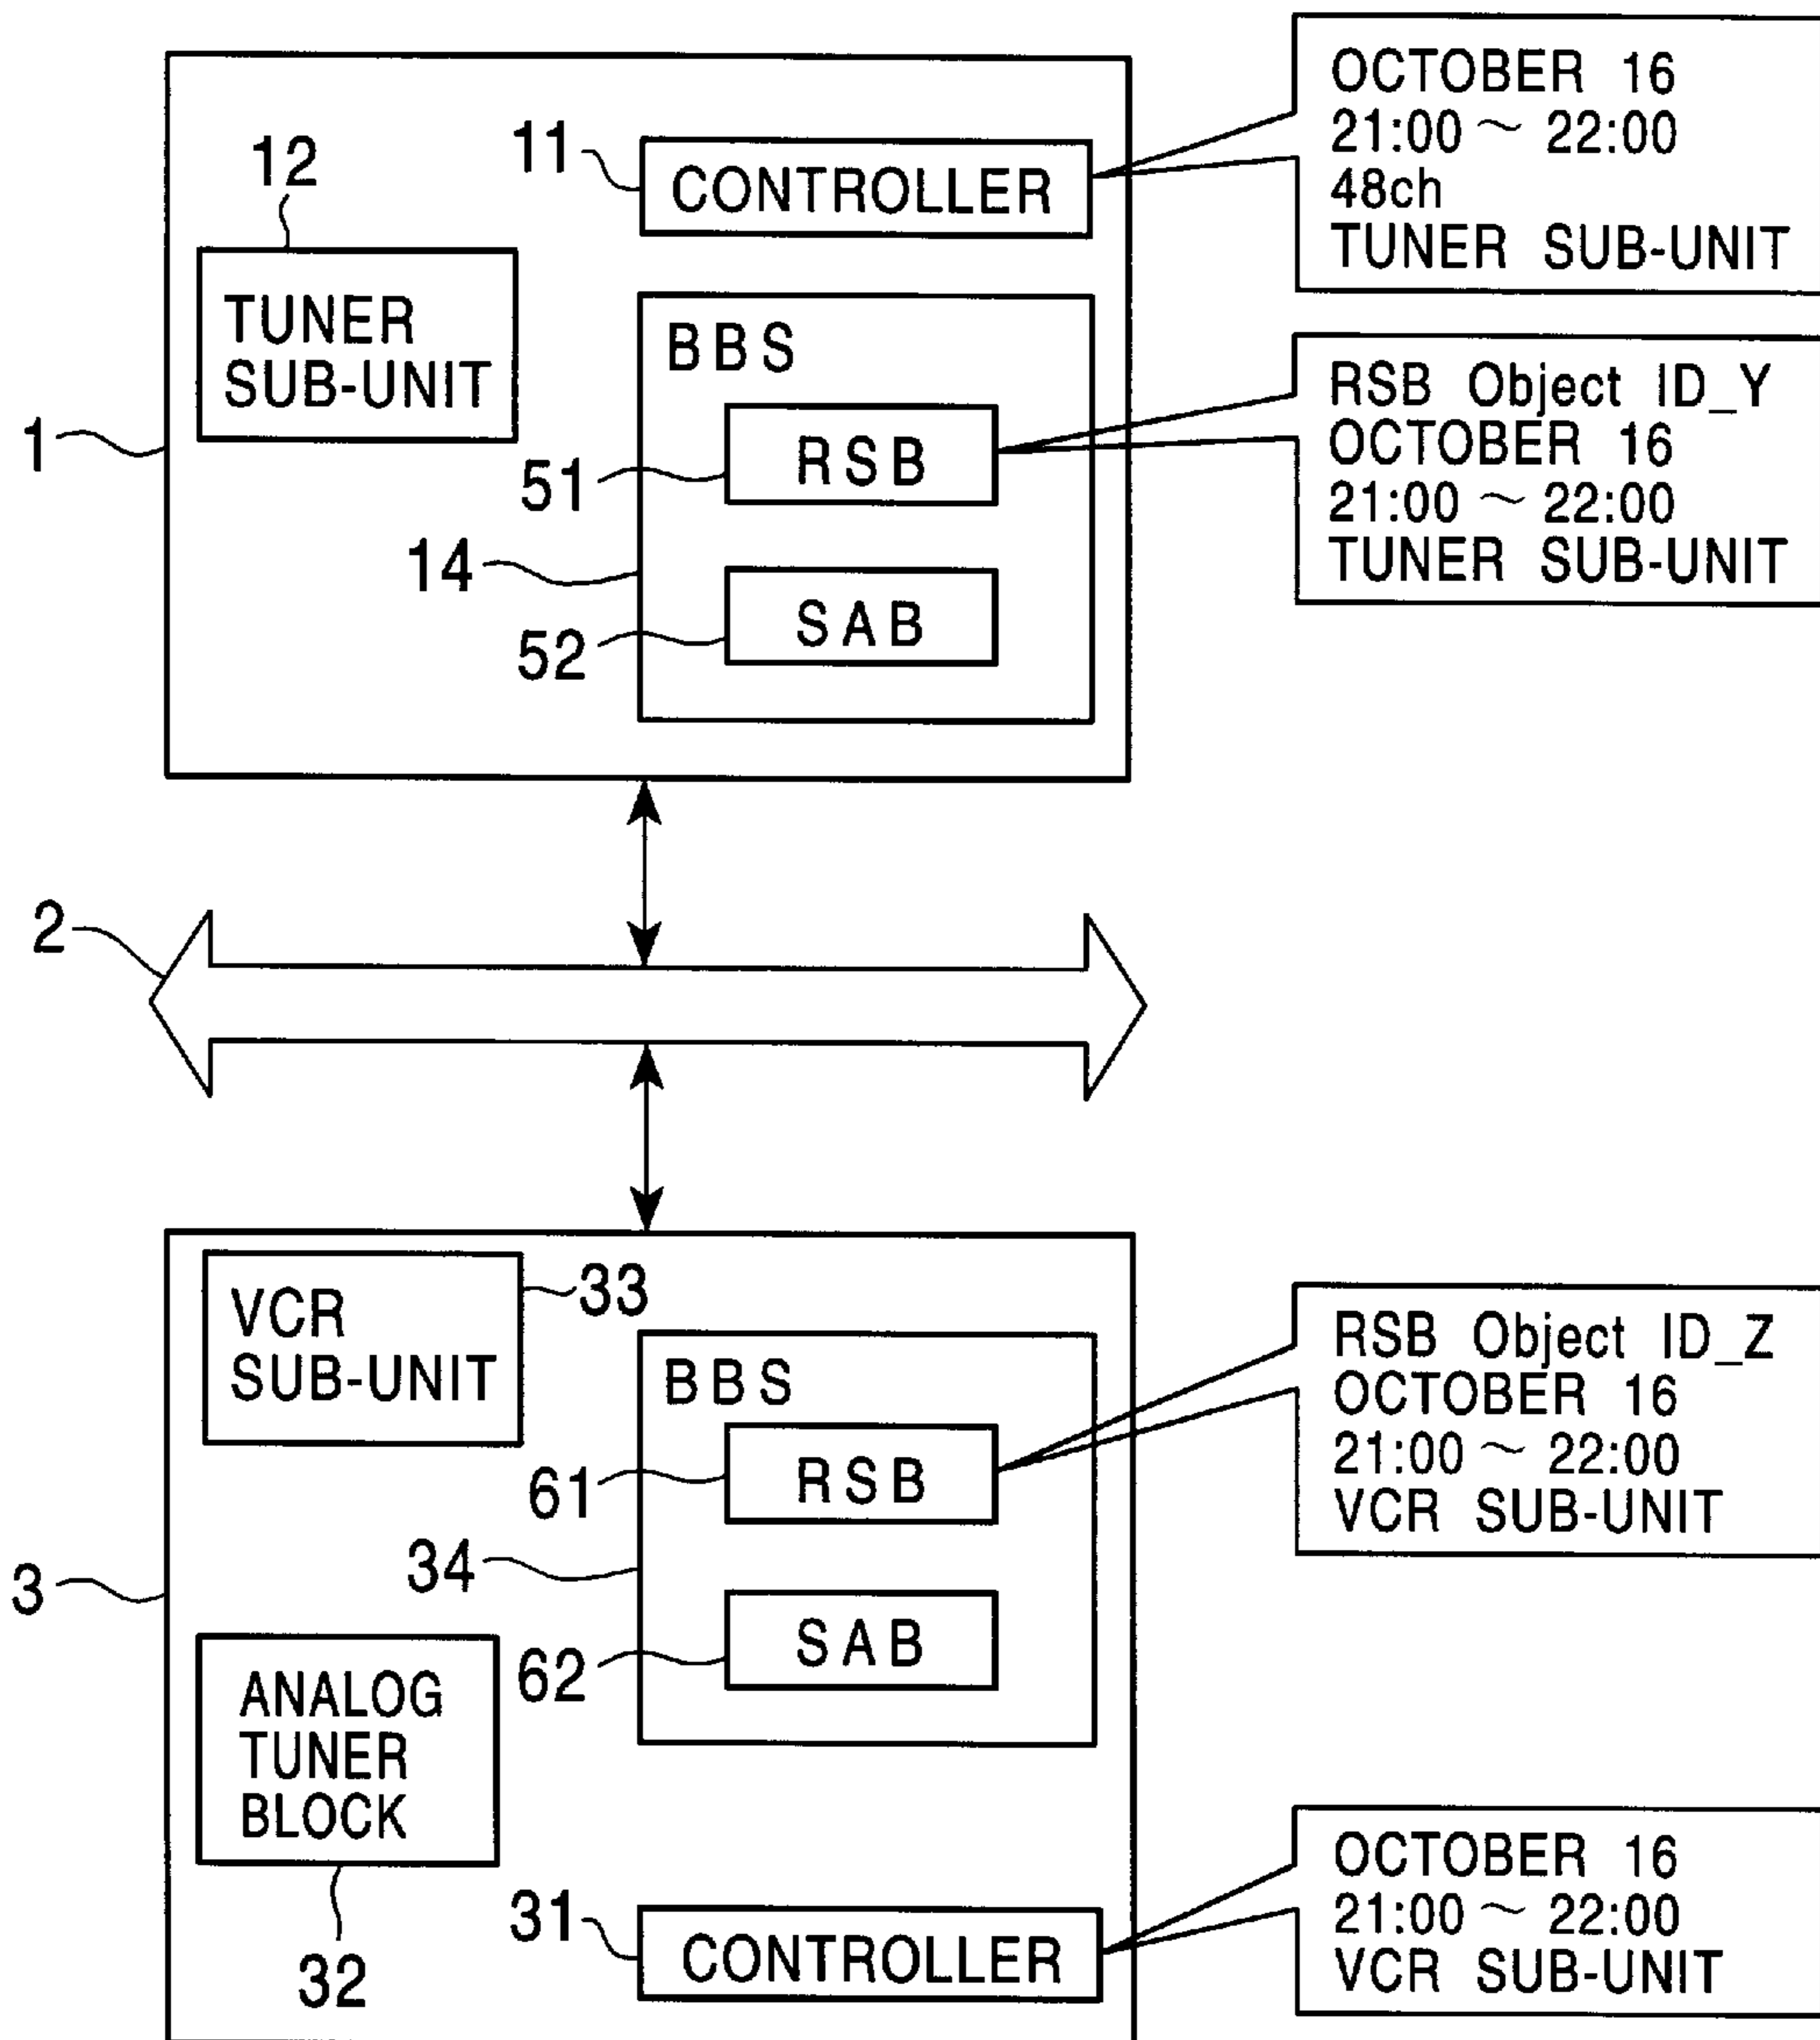 1
12
TUNER
SUB-UNIT
11
CONTROLLER
OCTOBER 16
21:00 ~ 22:00
48ch
TUNER SUB-UNIT
14
BBS
51
RSB
RSB Object ID_Y
OCTOBER 16
21:00 ~ 22:00
TUNER SUB-UNIT
52
SAB
2
3
VCR
SUB-UNIT
33
34
BBS
61
RSB
RSB Object ID_Z
OCTOBER 16
21:00 ~ 22:00
VCR SUB-UNIT
62
SAB
ANALOG
TUNER
BLOCK
32
31
CONTROLLER
OCTOBER 16
21:00 ~ 22:00
VCR SUB-UNIT